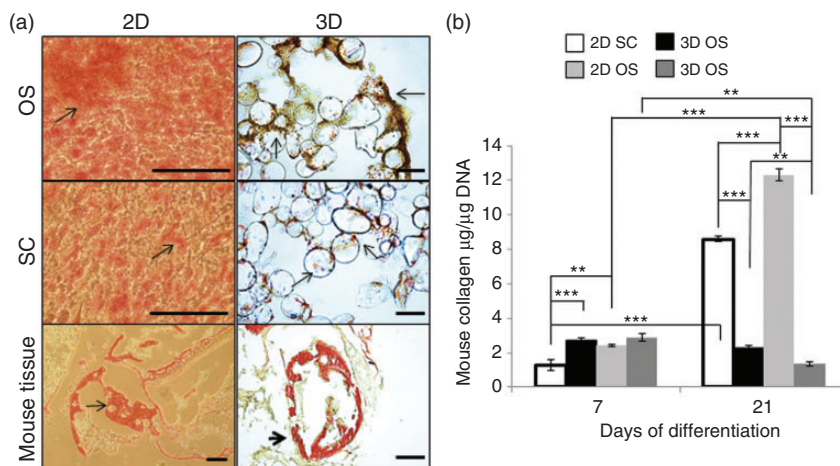 (a)
2D
3D
OS
SC
Mouse tissue
(b)
2D SC
3D OS
2D OS
3D OS
**
***
***
***
**
***
**
***
***
14
12
10
8
6
4
2
0
Mouse collagen μg/μg DNA
7
21
Days of differentiation